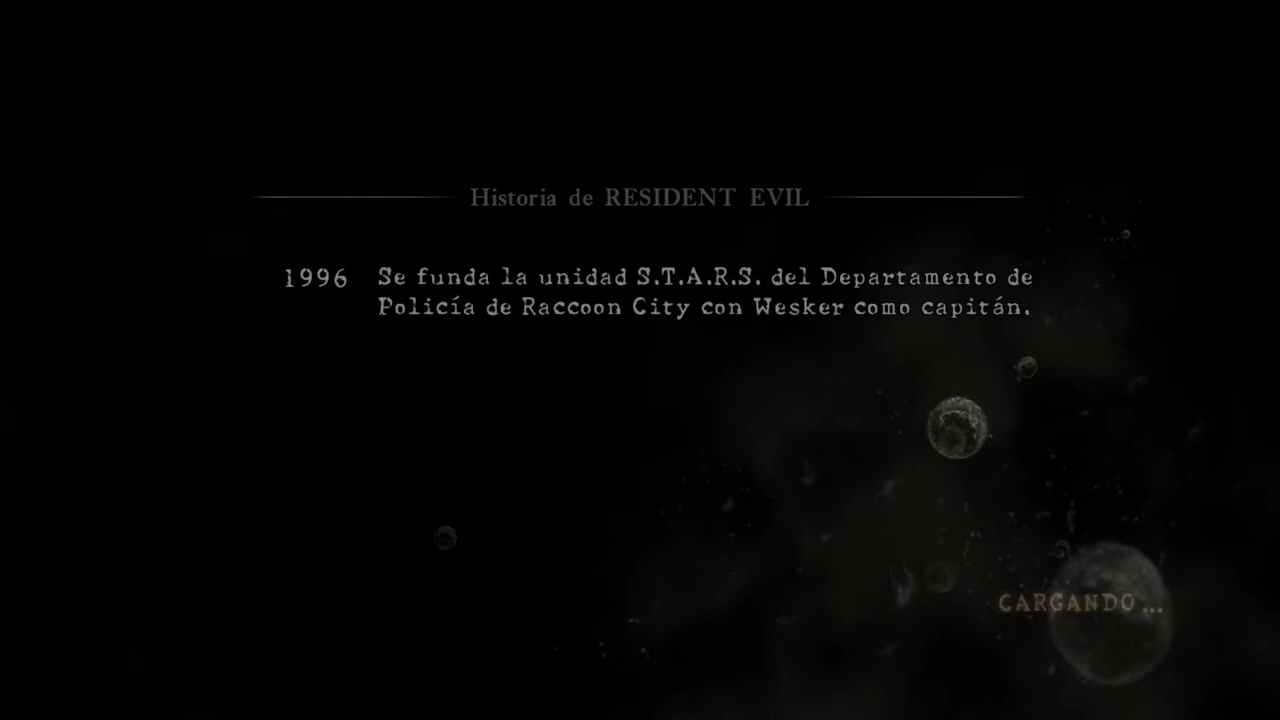 Historia de RESIDENT EVIL
1996 Se funda la unidad S.T.A.R.S. del Departamento de
Policía de Raccoon City con Wesker como capitán.
CARGANDO...